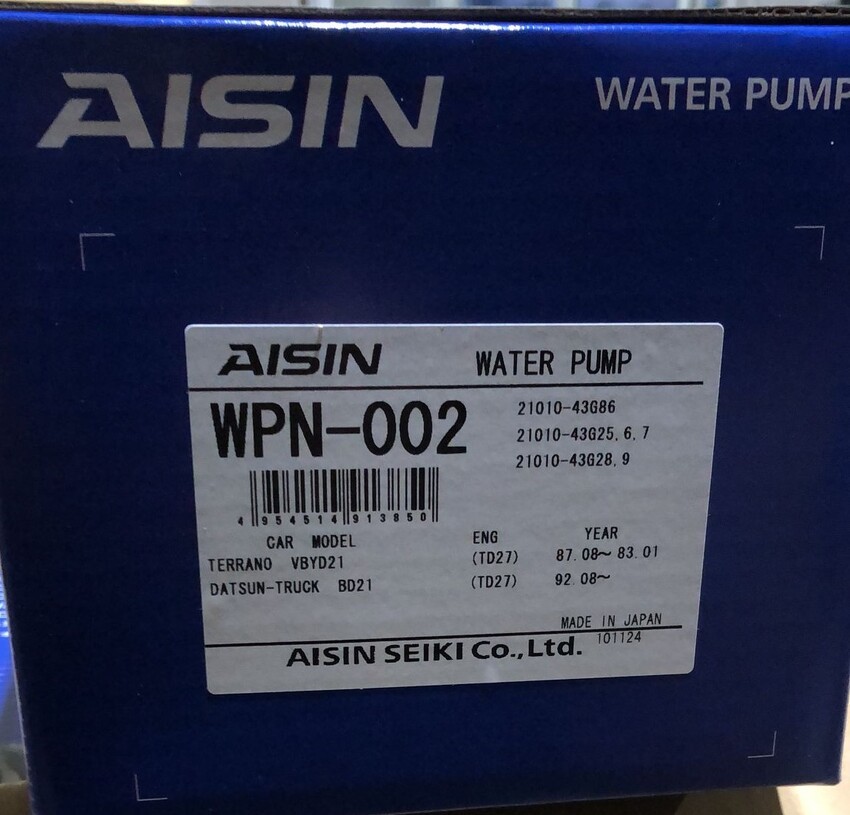 AISIN
WATER PUMP
AISIN WATER PUMP
WPN-002
21010-43G86
21010-43G25, 6, 7
21010-43G28, 9
4 954514 913850
CAR MODEL ENG YEAR
TERRANO VBYD21 (TD27) 87.08~ 83.01
DATSUN-TRUCK BD21 (TD27) 92.08~
MADE IN JAPAN
101124
AISIN SEIKI Co.,Ltd.